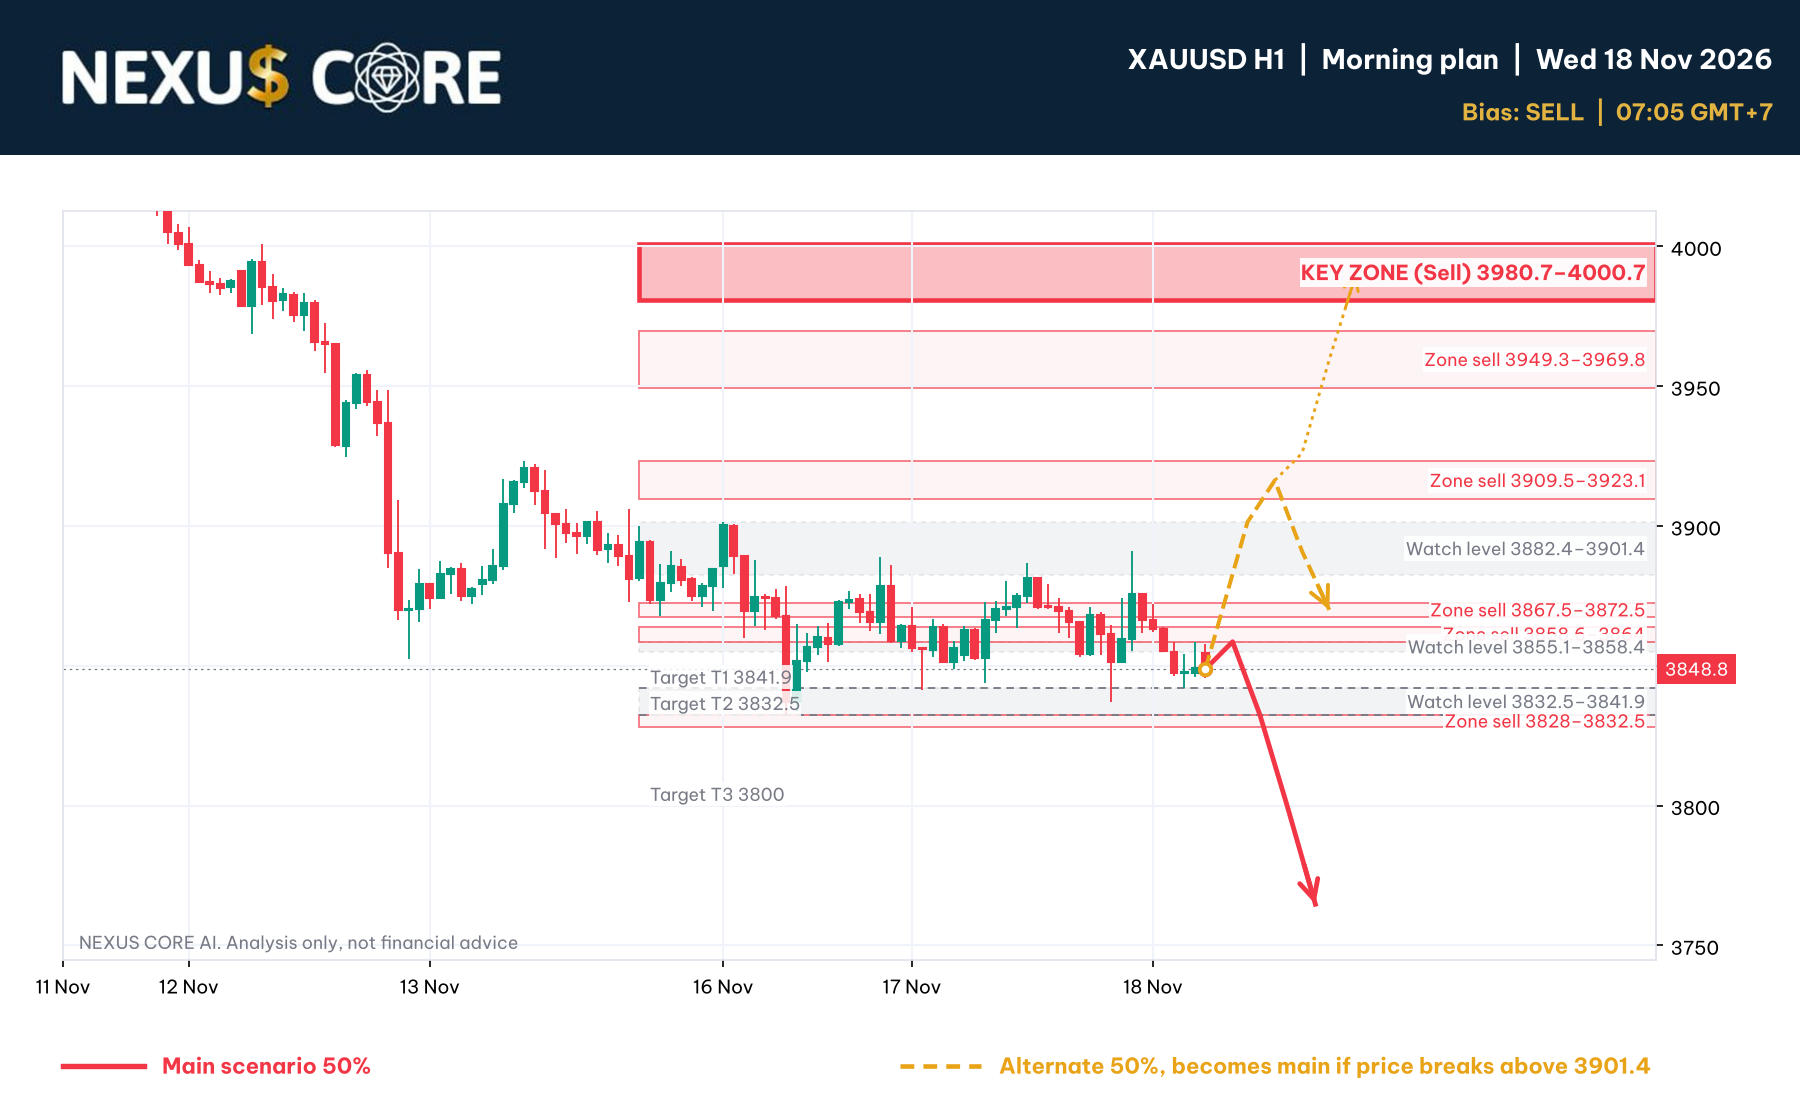 NEXU$ CORE
XAUUSD H1 | Morning plan | Wed 18 Nov 2026
Bias: SELL | 07:05 GMT+7
4000
KEY ZONE (Sell) 3980.7–4000.7
Zone sell 3949.3–3969.8
3950
Zone sell 3909.5–3923.1
3900
Watch level 3882.4–3901.4
Zone sell 3867.5–3872.5
Zone sell 3858.6–3864
Watch level 3855.1–3858.4
3848.8
Target T1 3841.9
Watch level 3832.5–3841.9
Target T2 3832.5
Zone sell 3828–3832.5
Target T3 3800
3800
NEXUS CORE AI. Analysis only, not financial advice
3750
11 Nov 12 Nov 13 Nov 16 Nov 17 Nov 18 Nov
Main scenario 50%
Alternate 50%, becomes main if price breaks above 3901.4